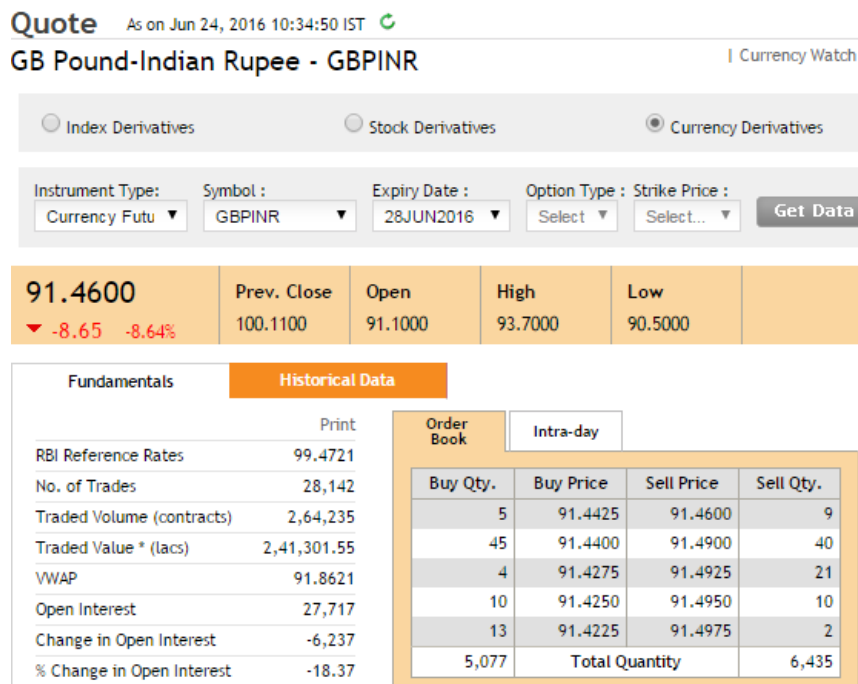 Quote As on Jun 24, 2016 10:34:50 IST
GB Pound-Indian Rupee - GBPINR | Currency Watch
Index Derivatives Stock Derivatives Currency Derivatives
Instrument Type: Symbol : Expiry Date : Option Type : Strike Price :
Currency Futu GBPINR 28JUN2016 Select Select... Get Data
91.4600 Prev. Close Open High Low
-8.65 -8.64% 100.1100 91.1000 93.7000 90.5000
Fundamentals Historical Data
Print
RBI Reference Rates 99.4721
No. of Trades 28,142
Traded Volume (contracts) 2,64,235
Traded Value * (lacs) 2,41,301.55
VWAP 91.8621
Open Interest 27,717
Change in Open Interest -6,237
% Change in Open Interest -18.37
Order
Book
Intra-day
Buy Qty. Buy Price Sell Price Sell Qty.
5 91.4425 91.4600 9
45 91.4400 91.4900 40
4 91.4275 91.4925 21
10 91.4250 91.4950 10
13 91.4225 91.4975 2
5,077 Total Quantity 6,435